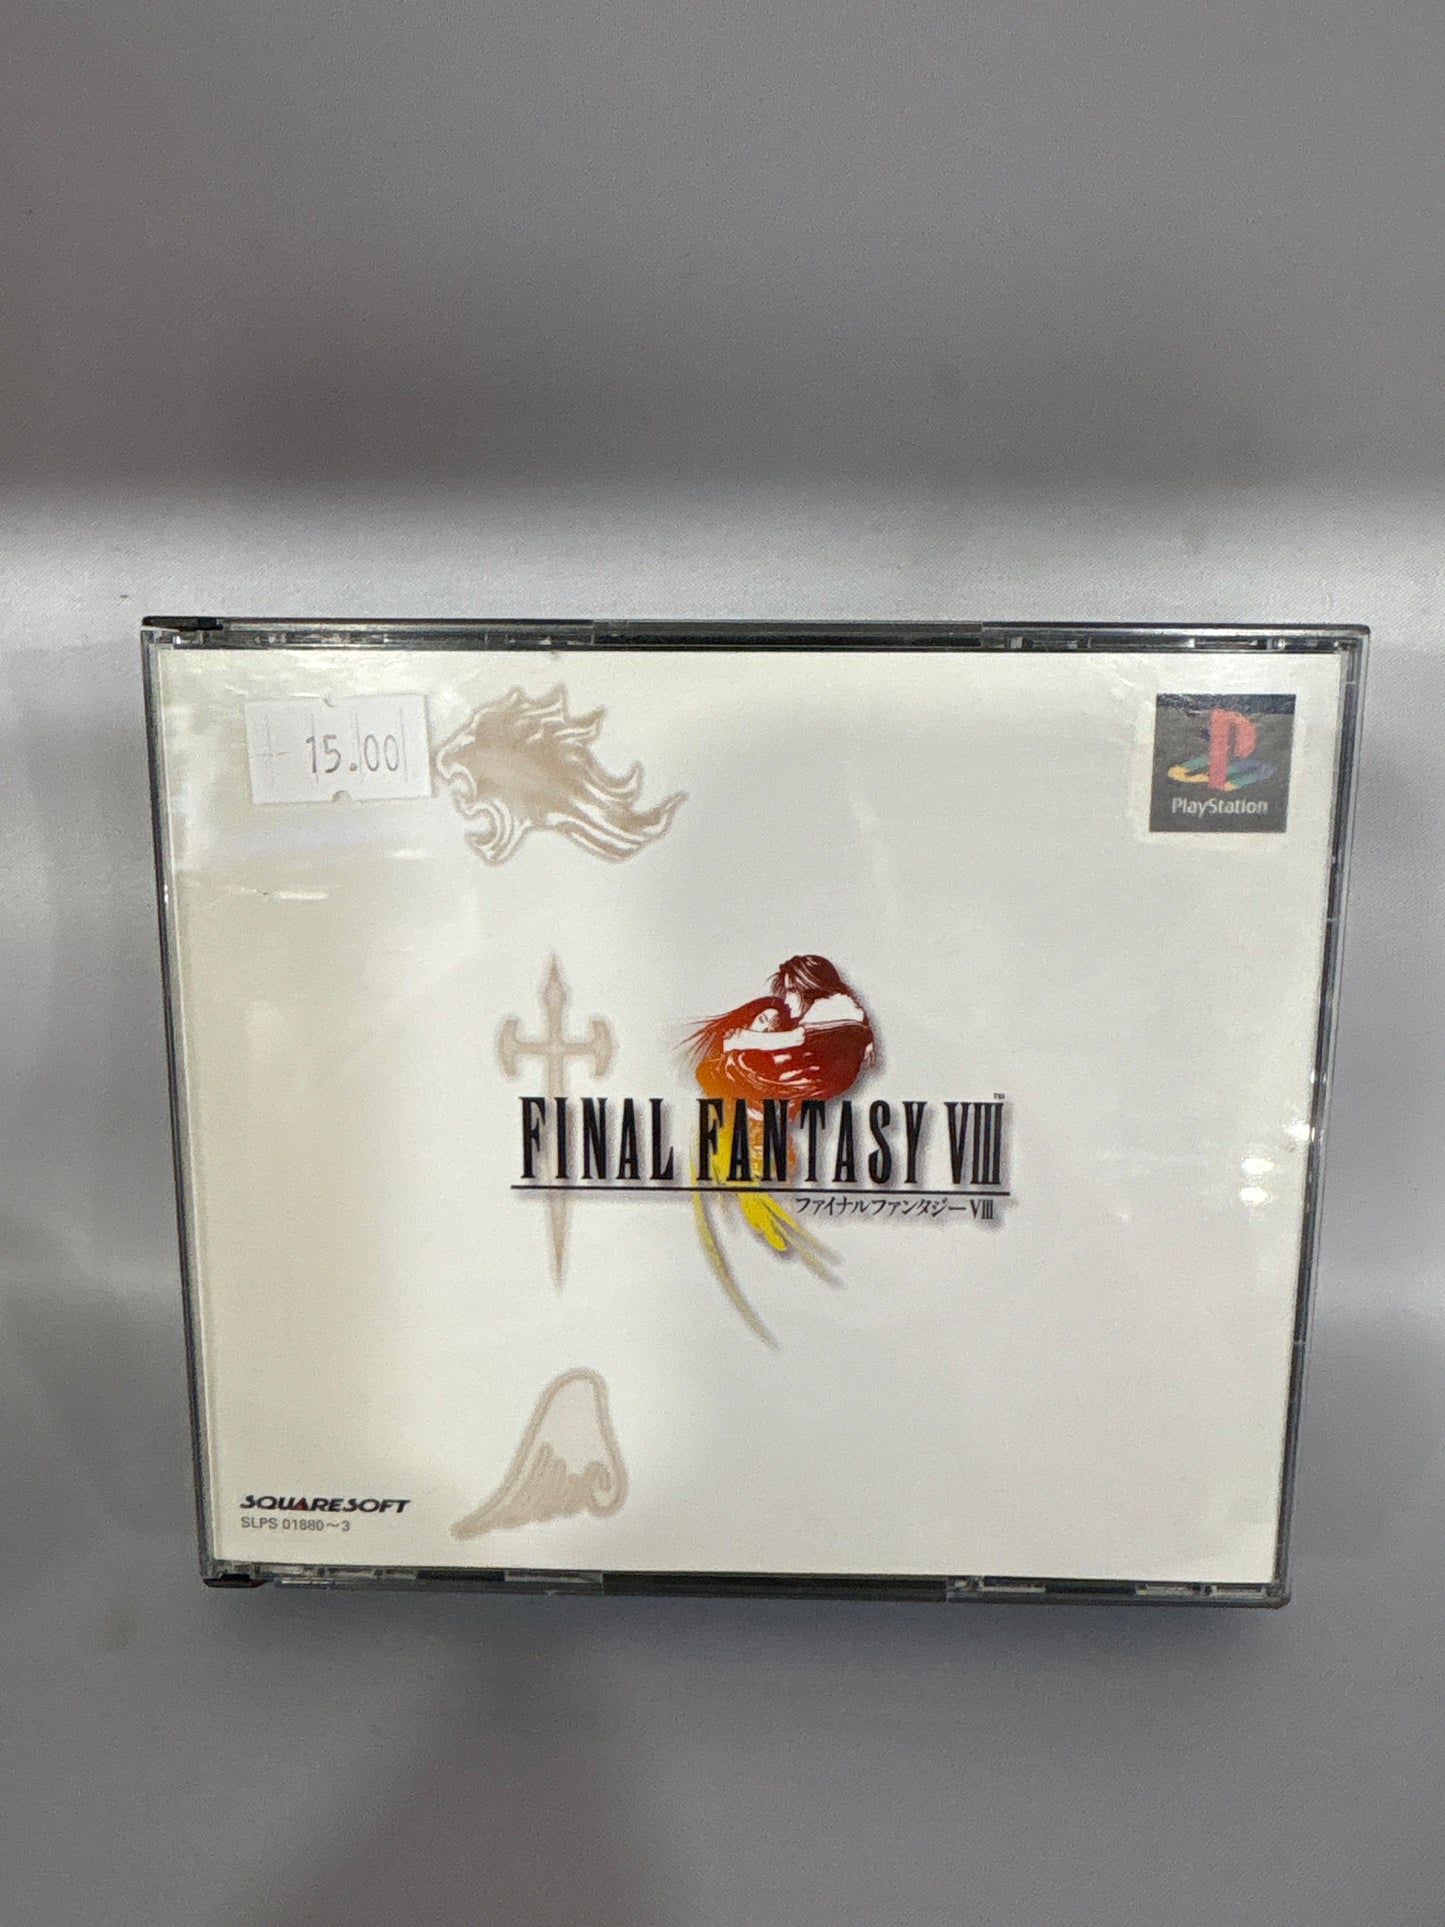 15.00
PlayStation
FINAL FANTASY VIII™
ファイナルファンタジーVIII
SQUARESOFT
SLPS 01880～3